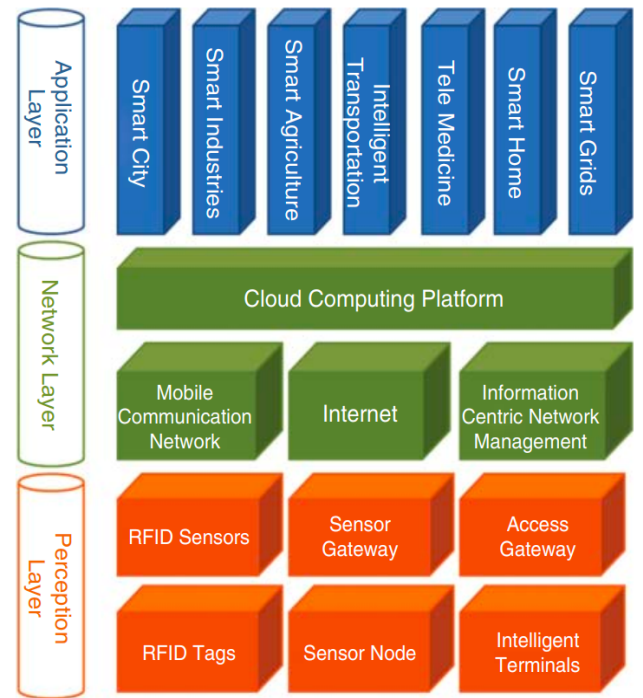 Application
Layer
Smart City
Smart Industries
Smart Agriculture
Intelligent
Transportation
Tele Medicine
Smart Home
Smart Grids
Network Layer
Cloud Computing Platform
Mobile
Communication
Network
Internet
Information
Centric Network
Management
Perception
Layer
RFID Sensors
Sensor
Gateway
Access
Gateway
RFID Tags
Sensor Node
Intelligent
Terminals